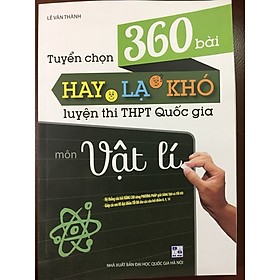 LÊ VĂN THÀNH
Tuyển chọn 360 bài
HAY LẠ KHÓ
luyện thi THPT Quốc gia
môn Vật lí
NHÀ XUẤT BẢN ĐẠI HỌC QUỐC GIA HÀ NỘI